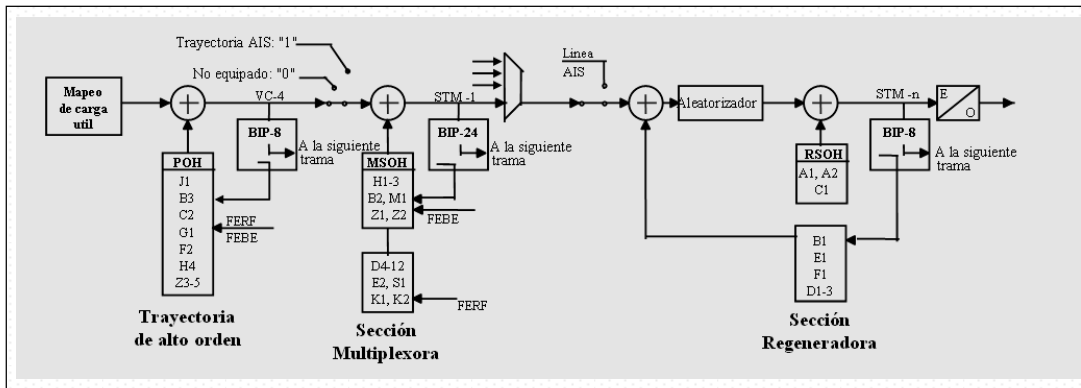 Trayectoria AIS: "1"
No equipado: "0"
Linea
AIS
Mapeo
de carga
util
VC-4
STM -1
Aleatorizador
STM -n
E
O
BIP-8
A la siguiente
trama
BIP-24
A la siguiente
trama
BIP-8
A la siguiente
trama
POH
J1
B3
C2
G1
F2
H4
Z3-5
FERF
FEBE
MSOH
H1-3
B2, M1
Z1, Z2
FEBE
D4-12
E2, S1
K1, K2
FERF
RSOH
A1, A2
C1
B1
E1
F1
D1-3
Trayectoria
de alto orden
Sección
Multiplexora
Sección
Regeneradora